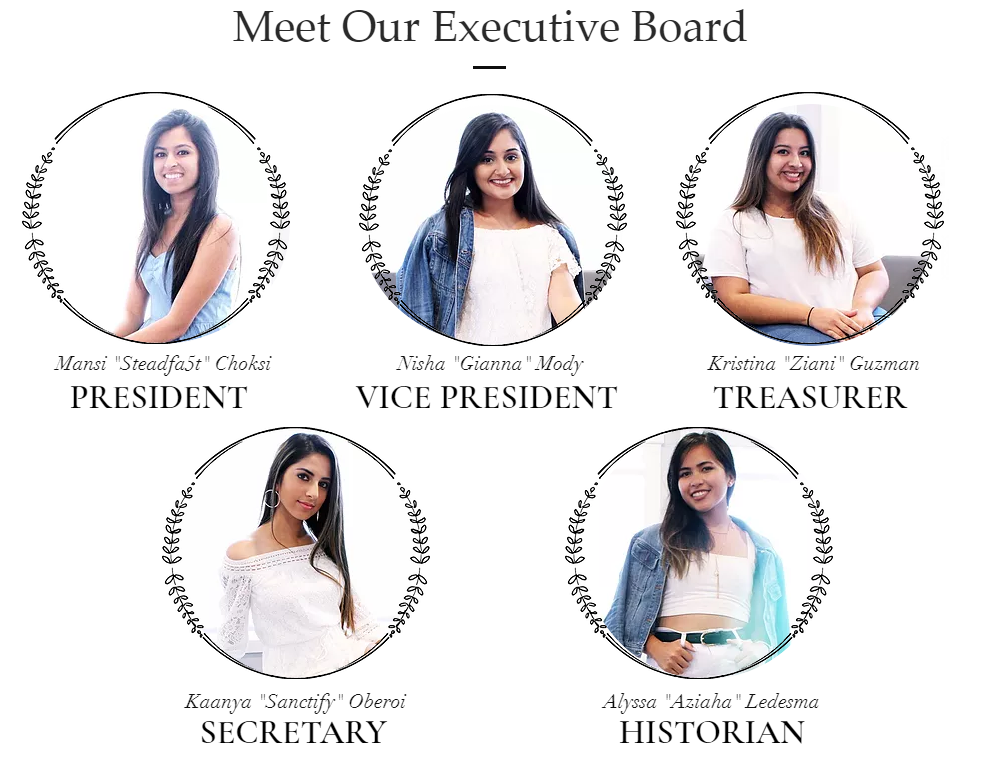 Meet Our Executive Board
Mansi "Steadfa5t" Choksi
PRESIDENT
Nisha "Gianna" Mody
VICE PRESIDENT
Kristina "Ziani" Guzman
TREASURER
Kaanya "Sanctify" Oberoi
SECRETARY
Alyssa "Aziaha" Ledesma
HISTORIAN